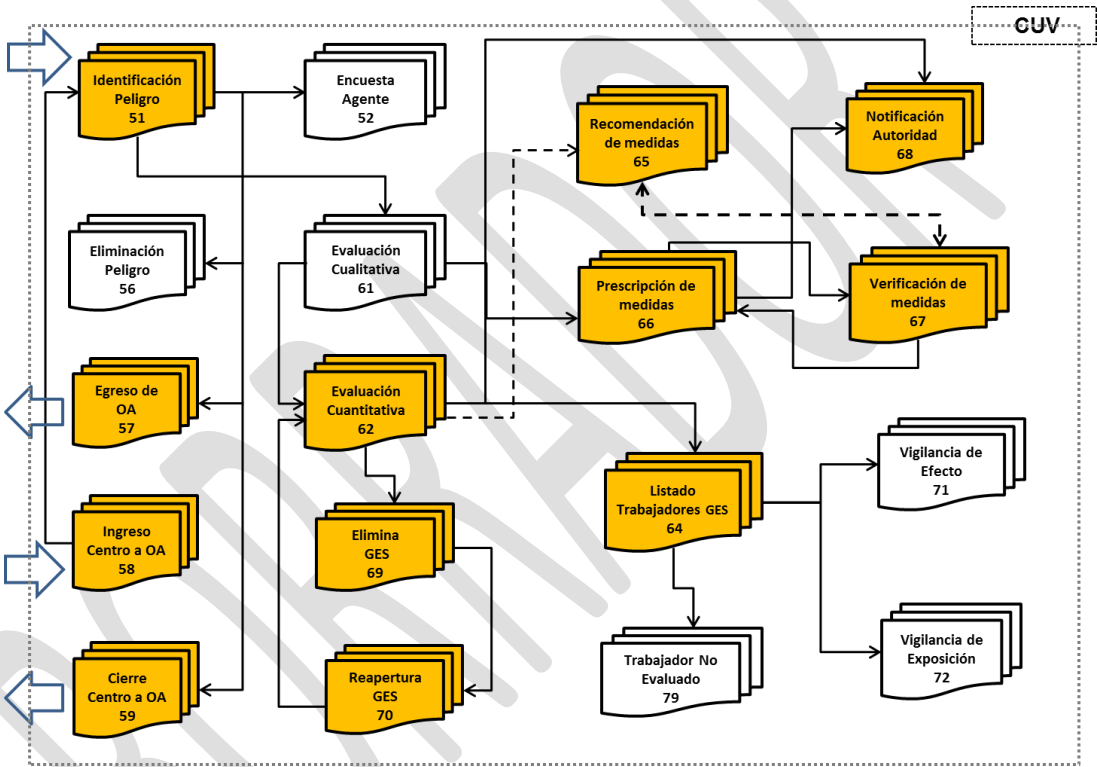 CUV
Identificación
Peligro
51
Encuesta
Agente
52
Recomendación
de medidas
65
Notificación
Autoridad
68
Eliminación
Peligro
56
Evaluación
Cualitativa
61
Prescripción de
medidas
66
Verificación de
medidas
67
Egreso de
OA
57
Evaluación
Cuantitativa
62
Ingreso
Centro a OA
58
Elimina
GES
69
Listado
Trabajadores GES
64
Vigilancia de
Efecto
71
Cierre
Centro a OA
59
Reapertura
GES
70
Trabajador No
Evaluado
79
Vigilancia de
Exposición
72